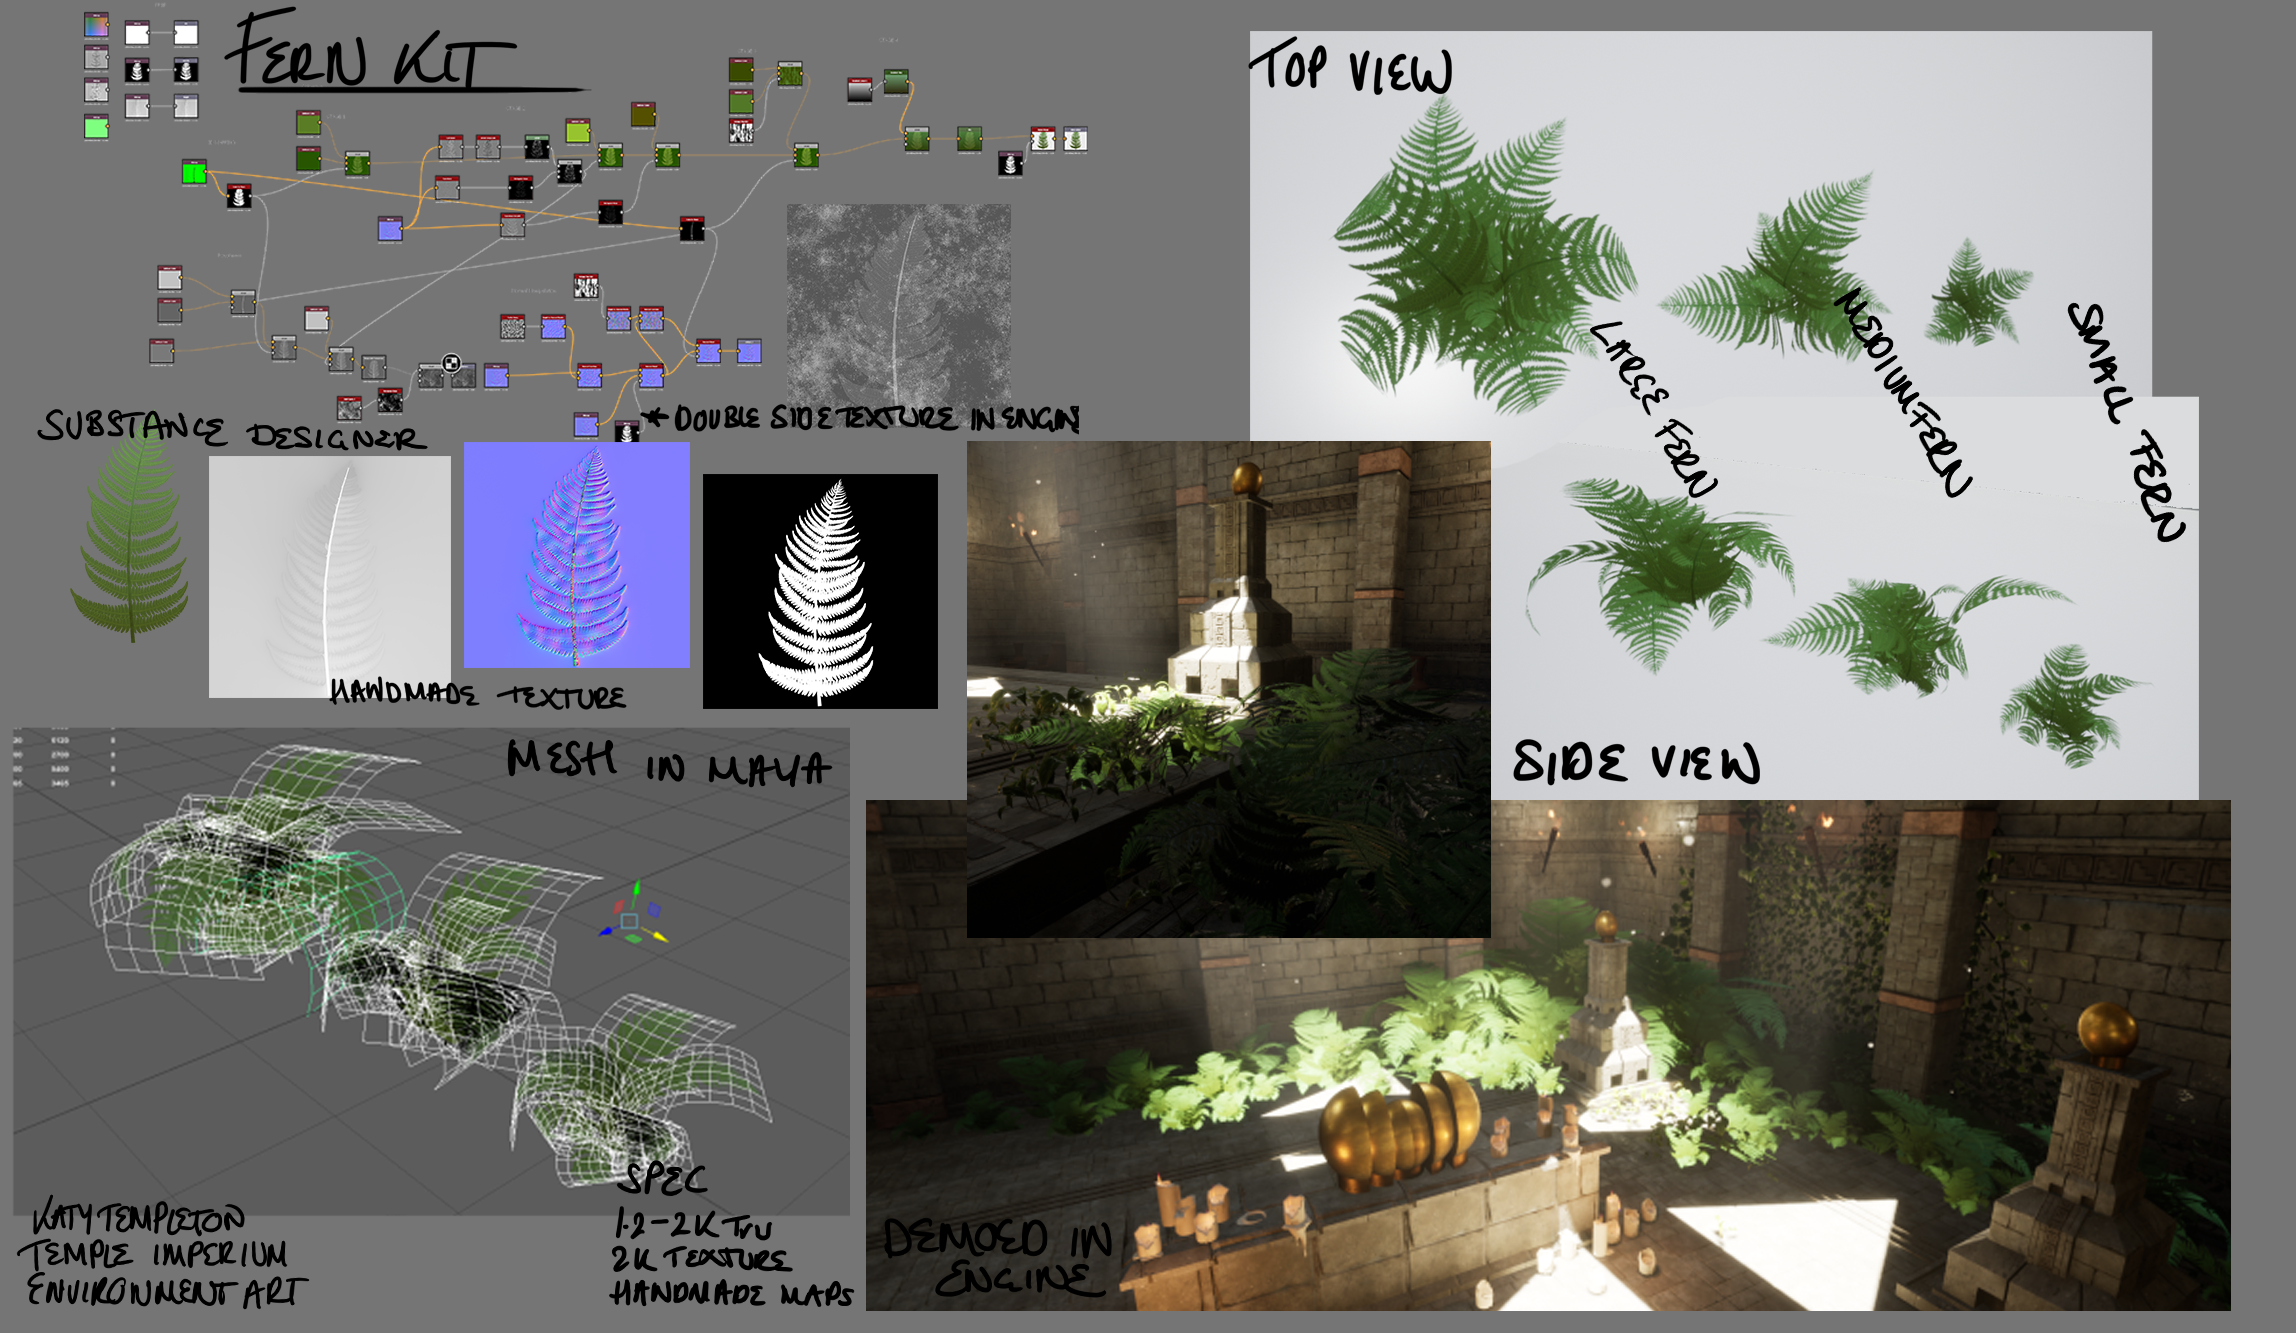 FERN KIT
TOP VIEW
LARGE FERN
MEDIUM FERN
SMALL FERN
SUBSTANCE DESIGNER
* DOUBLE SIDE TEXTURE IN ENGIN
HANDMADE TEXTURE
SIDE VIEW
MESH IN MAYA
KATY TEMPLETON
TEMPLE IMPERIUM
ENVIRONMENT ART
SPEC
1.2-2K TRU
2K TEXTURE
HANDMADE MAPS
DEMOED IN
ENGINE